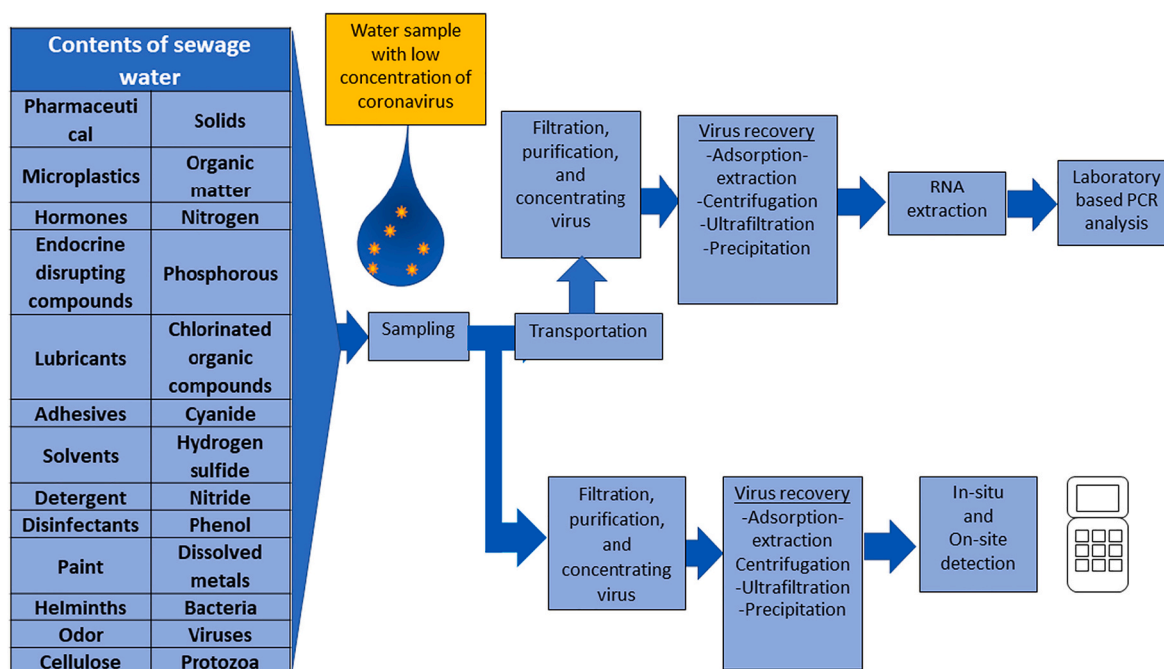 Contents of sewage
water
Pharmaceuti
cal
Solids
Microplastics
Organic
matter
Hormones
Nitrogen
Endocrine
disrupting
compounds
Phosphorous
Lubricants
Chlorinated
organic
compounds
Adhesives
Cyanide
Solvents
Hydrogen
sulfide
Detergent
Nitride
Disinfectants
Phenol
Paint
Dissolved
metals
Helminths
Bacteria
Odor
Viruses
Cellulose
Protozoa
Water sample
with low
concentration of
coronavirus
Sampling
Transportation
Filtration,
purification,
and
concentrating
virus
Virus recovery
-Adsorption-
extraction
-Centrifugation
-Ultrafiltration
-Precipitation
RNA
extraction
Laboratory
based PCR
analysis
Filtration,
purification,
and
concentrating
virus
Virus recovery
-Adsorption-
extraction
Centrifugation
-Ultrafiltration
-Precipitation
In-situ
and
On-site
detection